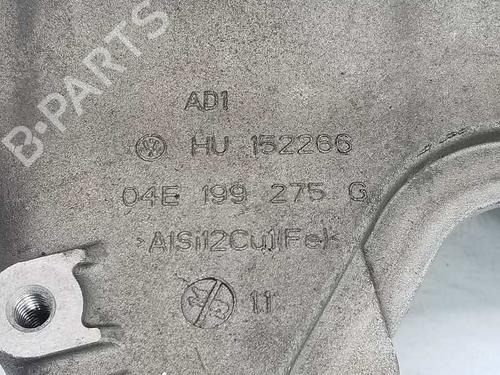 B-PARTS
AD1
HU 152266
04E 199 275 G
>AlSi12Cu1(Fe)<
11